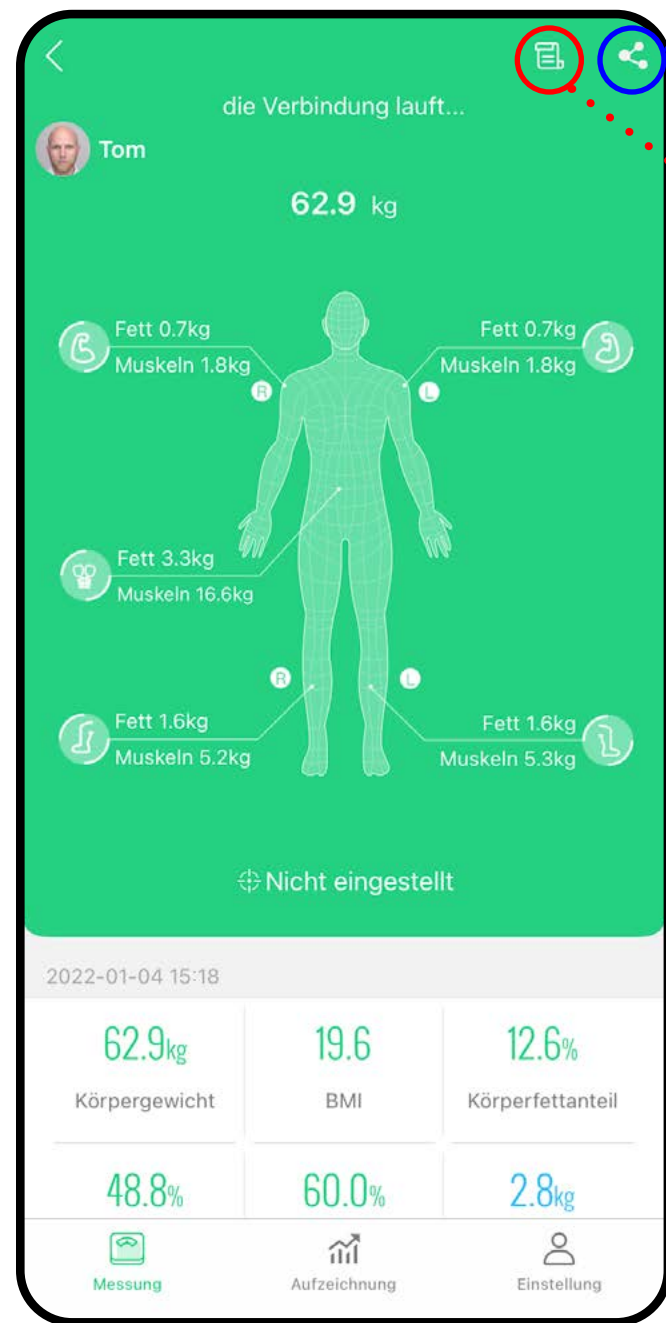 die Verbindung lauft...
Tom
62.9 kg
Fett 0.7kg
Muskeln 1.8kg
Fett 0.7kg
Muskeln 1.8kg
R
L
Fett 3.3kg
Muskeln 16.6kg
R
L
Fett 1.6kg
Muskeln 5.2kg
Fett 1.6kg
Muskeln 5.3kg
Nicht eingestellt
2022-01-04 15:18
62.9kg
19.6
12.6%
Körpergewicht
BMI
Körperfettanteil
48.8%
60.0%
2.8kg
Messung
Aufzeichnung
Einstellung